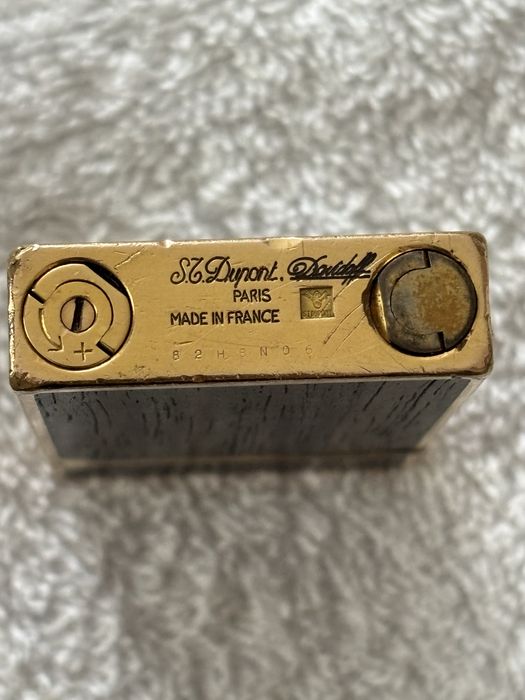 S.T. Dupont. Davidoff
PARIS
MADE IN FRANCE
- +